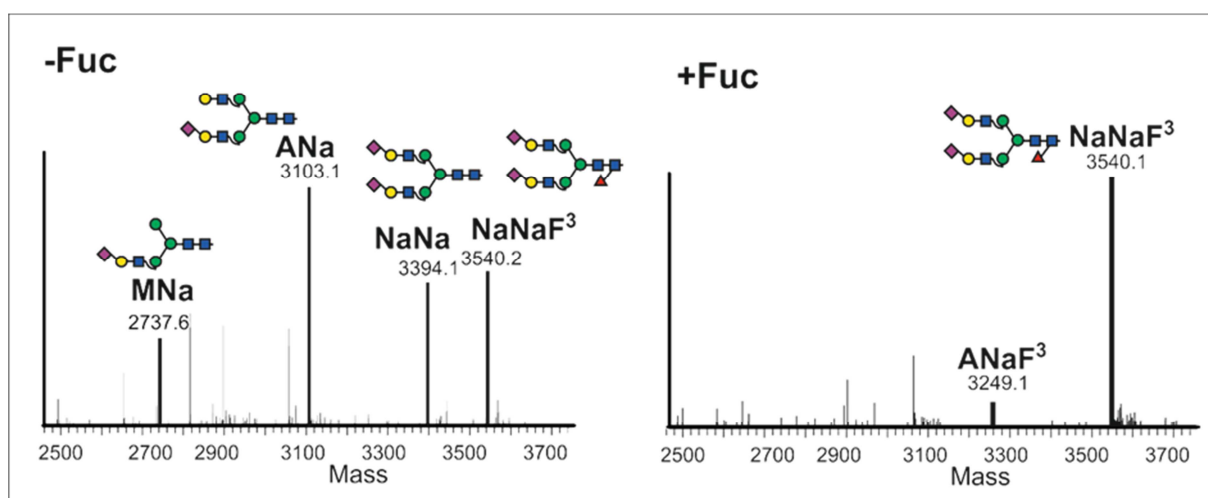 -Fuc
ANa
3103.1
NaNa
3394.1
NaNaF³
3540.2
MNa
2737.6
2500 2700 2900 3100 3300 3500 3700
Mass
+Fuc
NaNaF³
3540.1
ANaF³
3249.1
2500 2700 2900 3100 3300 3500 3700
Mass